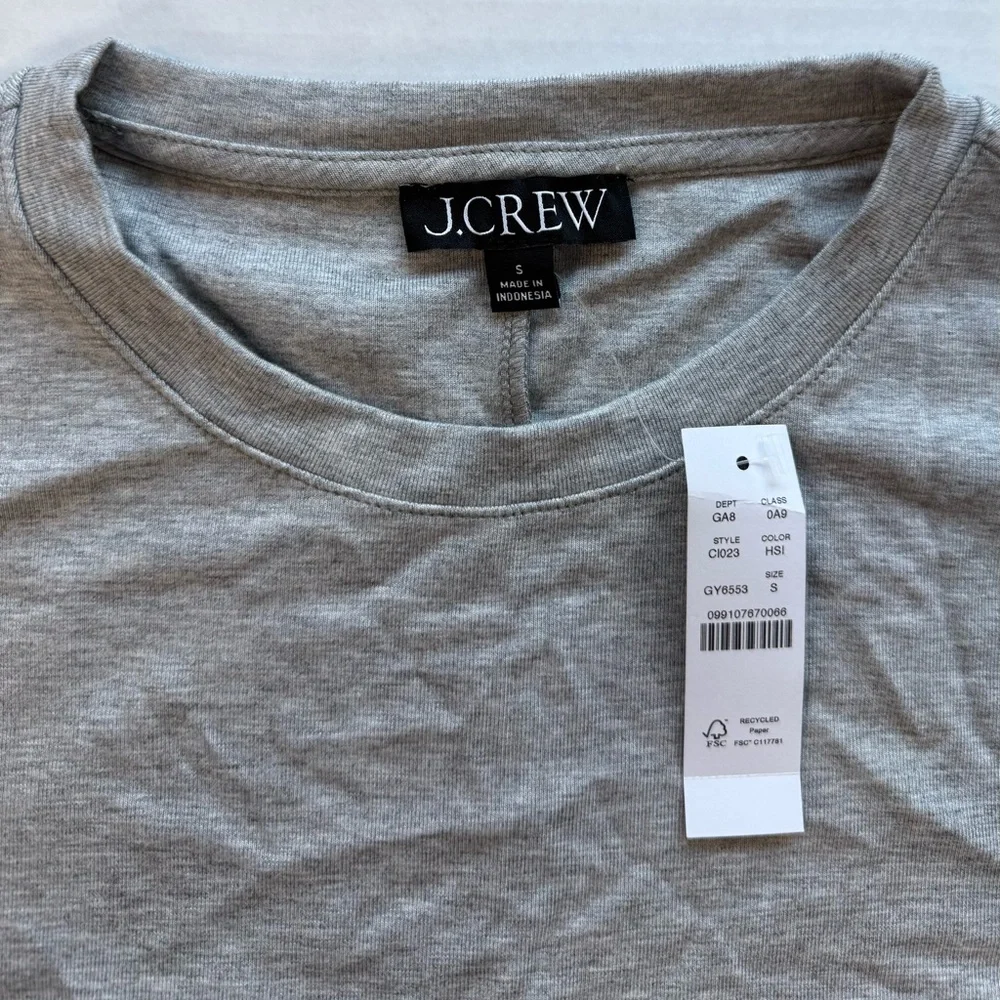 J.CREW
S
MADE IN
INDONESIA
DEPT CLASS
GA8 0A9
STYLE COLOR
CI023 HSI
SIZE
GY6553 S
099107670066
FSC
RECYCLED
Paper
FSC® C117781